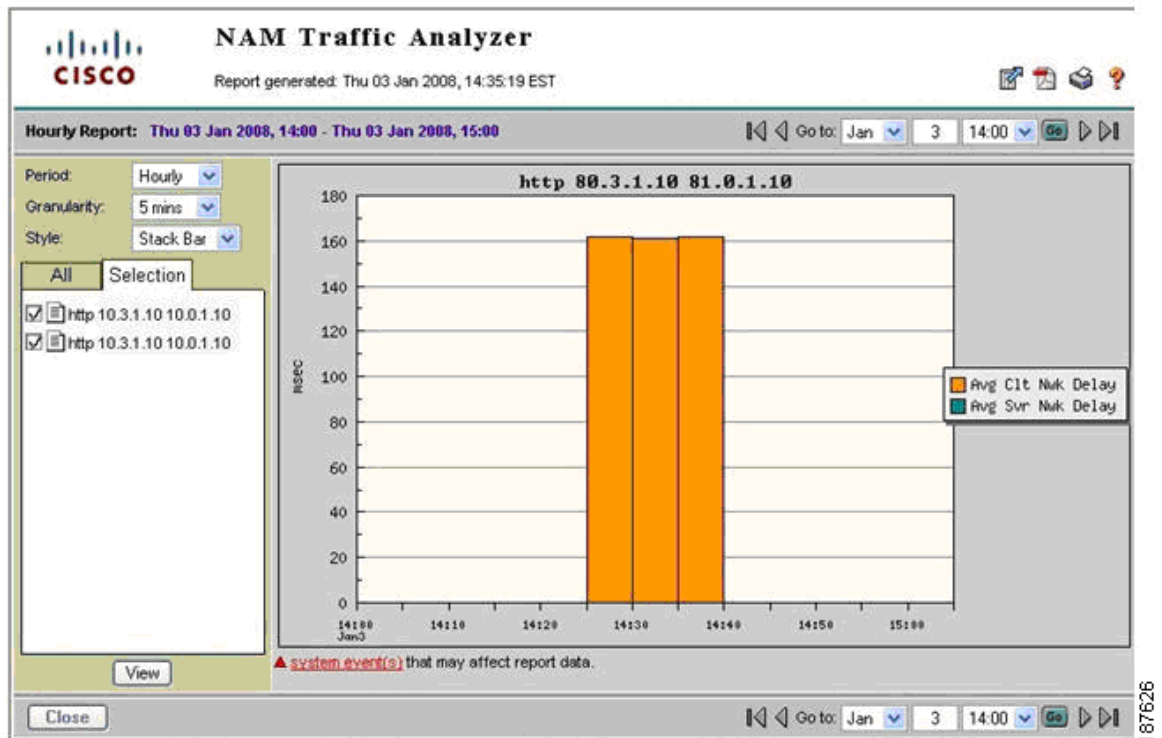 CISCO
NAM Traffic Analyzer
Report generated: Thu 03 Jan 2008, 14:35:19 EST
Hourly Report: Thu 03 Jan 2008, 14:00 - Thu 03 Jan 2008, 15:00
Go to: Jan 3 14:00 Go
Period: Hourly
Granularity: 5 mins
Style: Stack Bar
All Selection
http 10.3.1.10 10.0.1.10
http 10.3.1.10 10.0.1.10
View
http 80.3.1.10 81.0.1.10
180
160
140
120
100
80
60
40
20
0
msec
14:00 14:10 14:20 14:30 14:40 14:50 15:00
Jan3
Avg Clt Nwk Delay
Avg Svr Nwk Delay
system event(s) that may affect report data.
Close
Go to: Jan 3 14:00 Go
87626